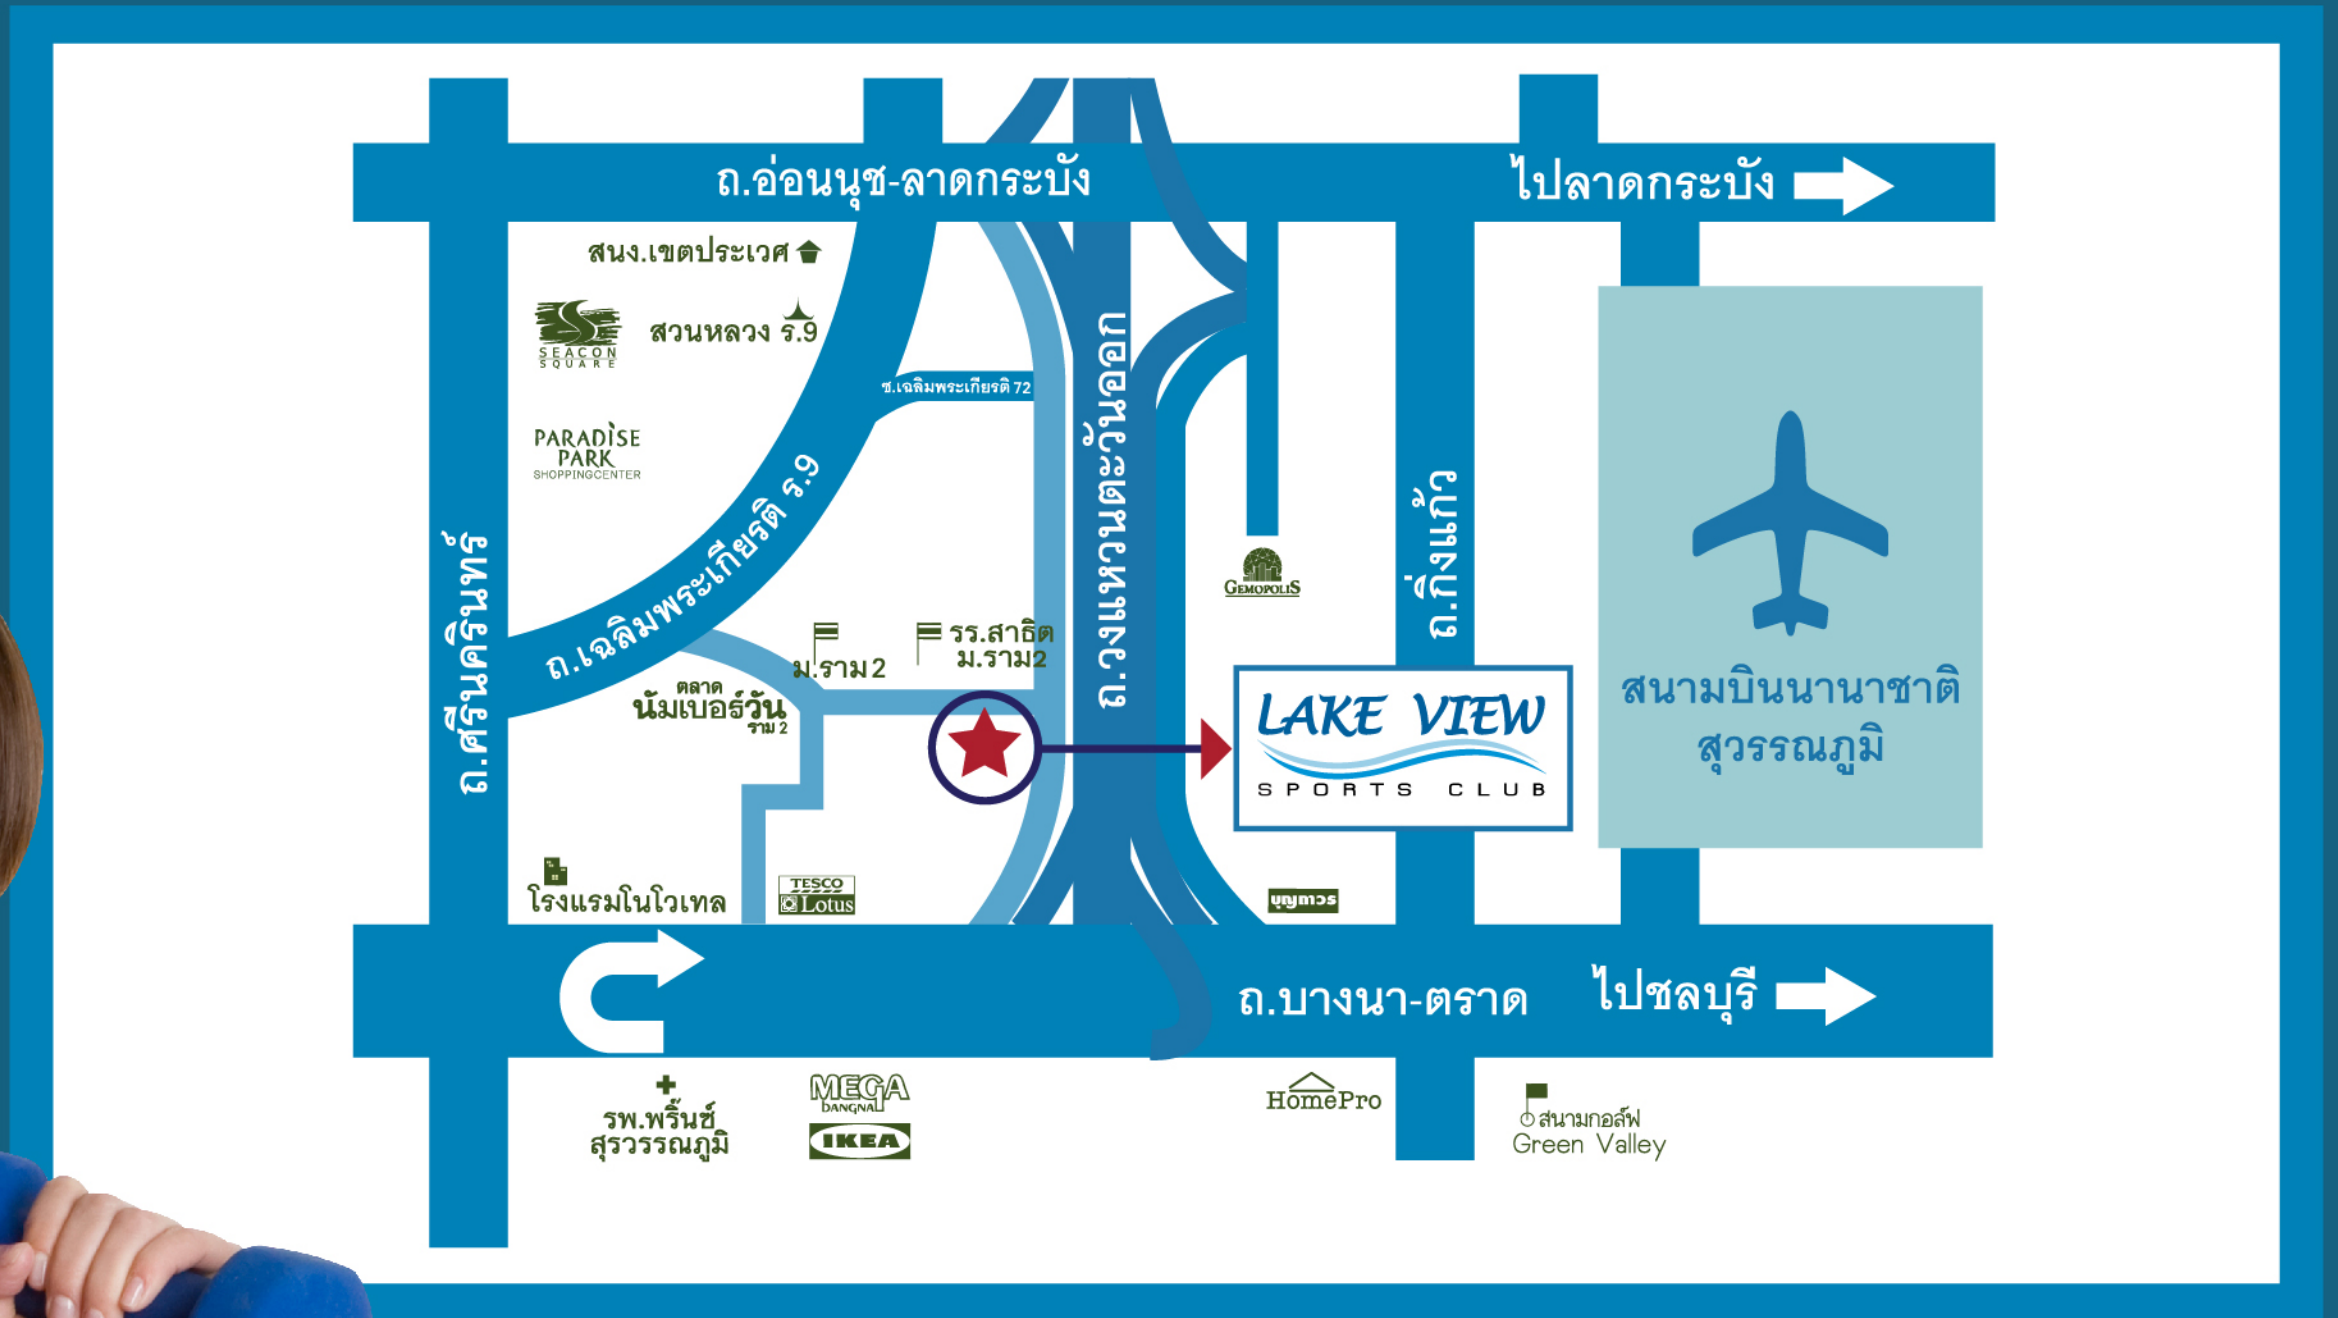 ถ.อ่อนนุช-ลาดกระบัง
ไปลาดกระบัง
สนง.เขตประเวศ
SEACON
SQUARE
สวนหลวง ร.9
ซ.เฉลิมพระเกียรติ 72
PARADISE
PARK
SHOPPINGCENTER
ถ.เฉลิมพระเกียรติ ร.9
ถ.ศรีนครินทร์
ถ.วงแหวนตะวันออก
ถ.กิ่งแก้ว
GEMOPOLIS
ม.ราม 2
รร.สาธิต
ม.ราม2
ตลาด
นัมเบอร์วัน
ราม 2
LAKE VIEW
SPORTS CLUB
สนามบินนานาชาติ
สุวรรณภูมิ
โรงแรมโนโวเทล
TESCO
Lotus
บุญถาวร
ถ.บางนา-ตราด
ไปชลบุรี
รพ.พริ้นซ์
สุรวรรณภูมิ
MEGA
BANGNA
IKEA
HomePro
สนามกอล์ฟ
Green Valley